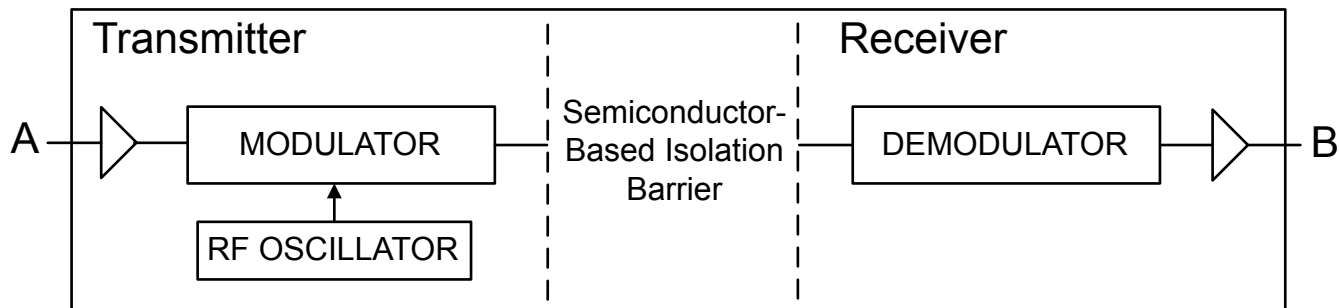 Transmitter
Receiver
A
MODULATOR
Semiconductor-
Based Isolation
Barrier
DEMODULATOR
B
RF OSCILLATOR